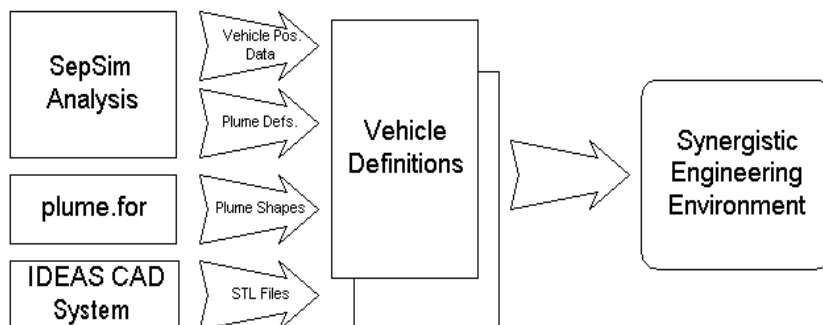 SepSim
Analysis
Vehicle Pos.
Data
Plume Defs.
plume.for
Plume Shapes
IDEAS CAD
System
STL Files
Vehicle
Definitions
Synergistic
Engineering
Environment